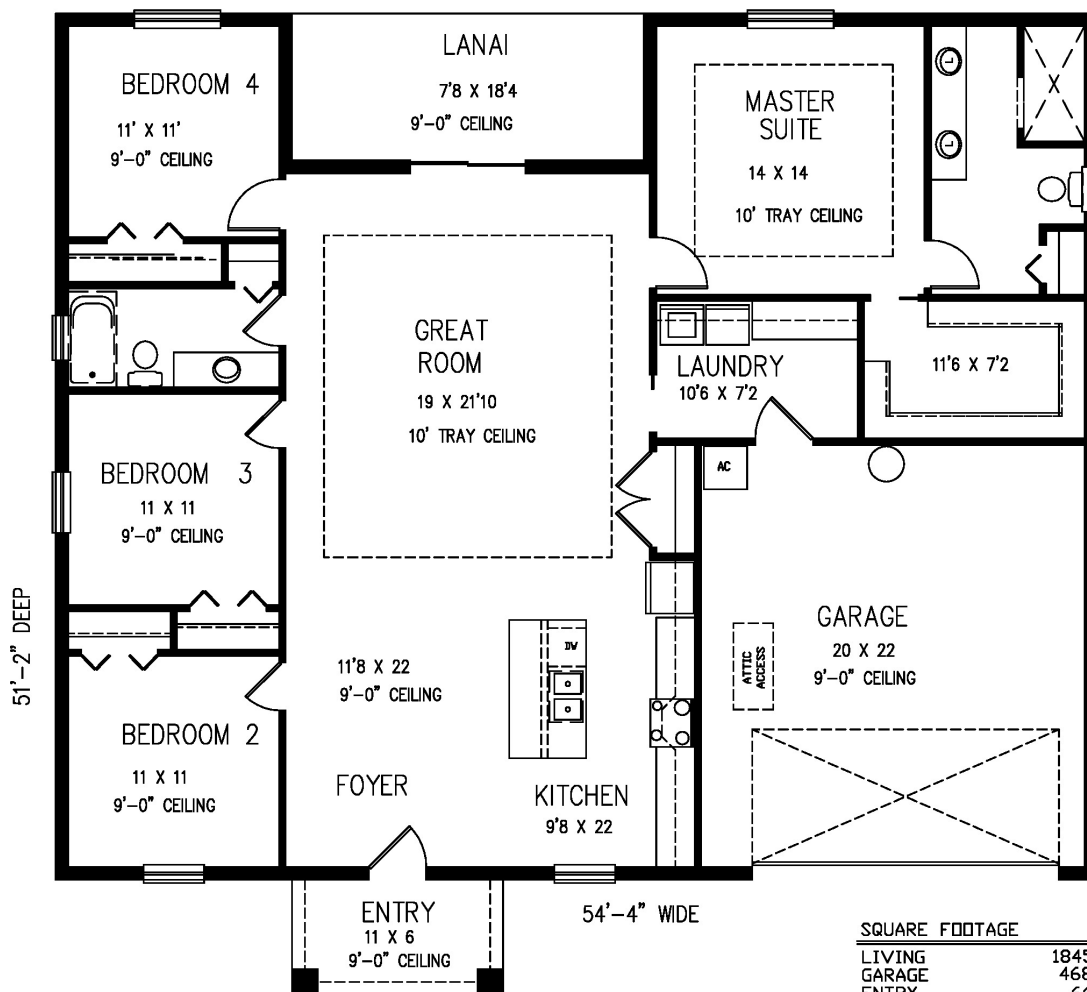 BEDROOM 4
11' X 11'
9'-0" CEILING
LANAI
7'8 X 18'4
9'-0" CEILING
MASTER
SUITE
14 X 14
10' TRAY CEILING
L
L
X
GREAT
ROOM
19 X 21'10
10' TRAY CEILING
LAUNDRY
10'6 X 7'2
11'6 X 7'2
BEDROOM 3
11 X 11
9'-0" CEILING
AC
51'-2" DEEP
GARAGE
20 X 22
9'-0" CEILING
ATTIC
ACCESS
DW
11'8 X 22
9'-0" CEILING
BEDROOM 2
11 X 11
9'-0" CEILING
FOYER
KITCHEN
9'8 X 22
ENTRY
11 X 6
9'-0" CEILING
54'-4" WIDE
SQUARE FOOTAGE
LIVING 1845
GARAGE 468
ENTRY